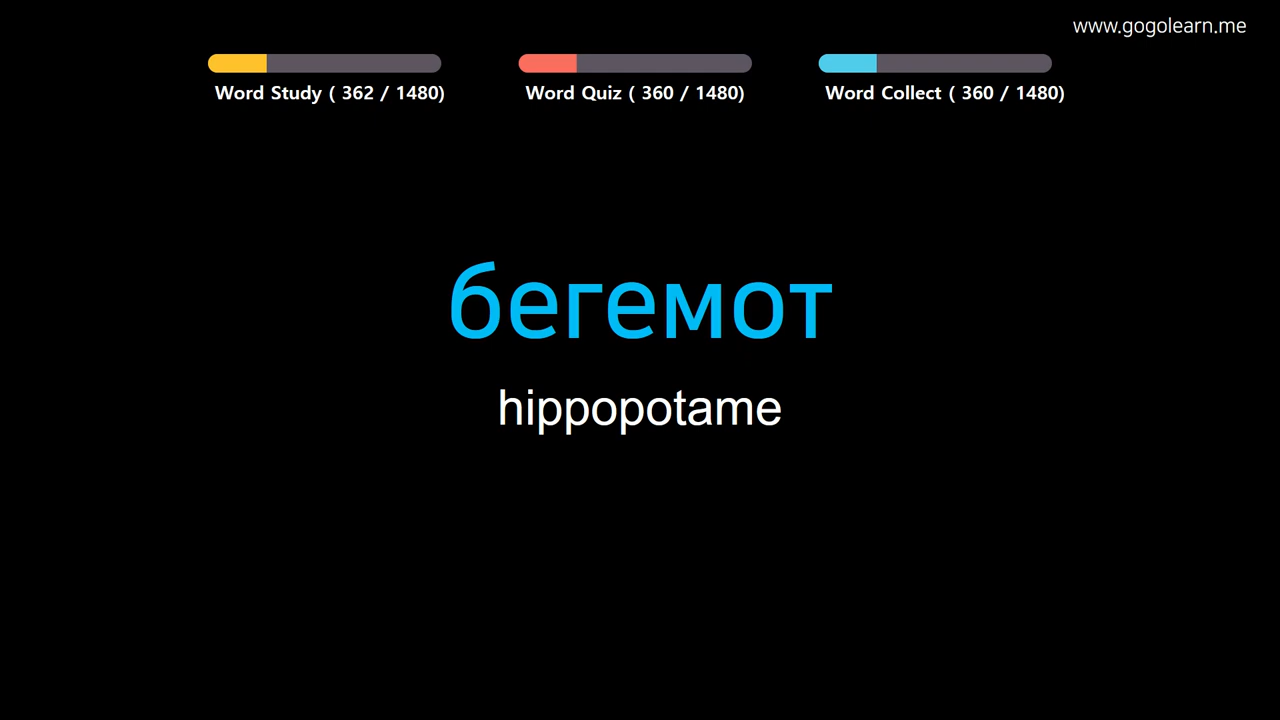 www.gogolearn.me
Word Study ( 362 / 1480)
Word Quiz ( 360 / 1480)
Word Collect ( 360 / 1480)
бегемот
hippopotame